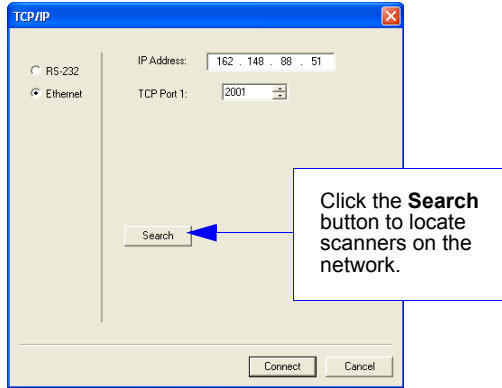 TCP/IP
RS-232
Ethernet
IP Address: 162 . 148 . 88 . 51
TCP Port 1: 2001
Search
Click the Search
button to locate
scanners on the
network.
Connect Cancel